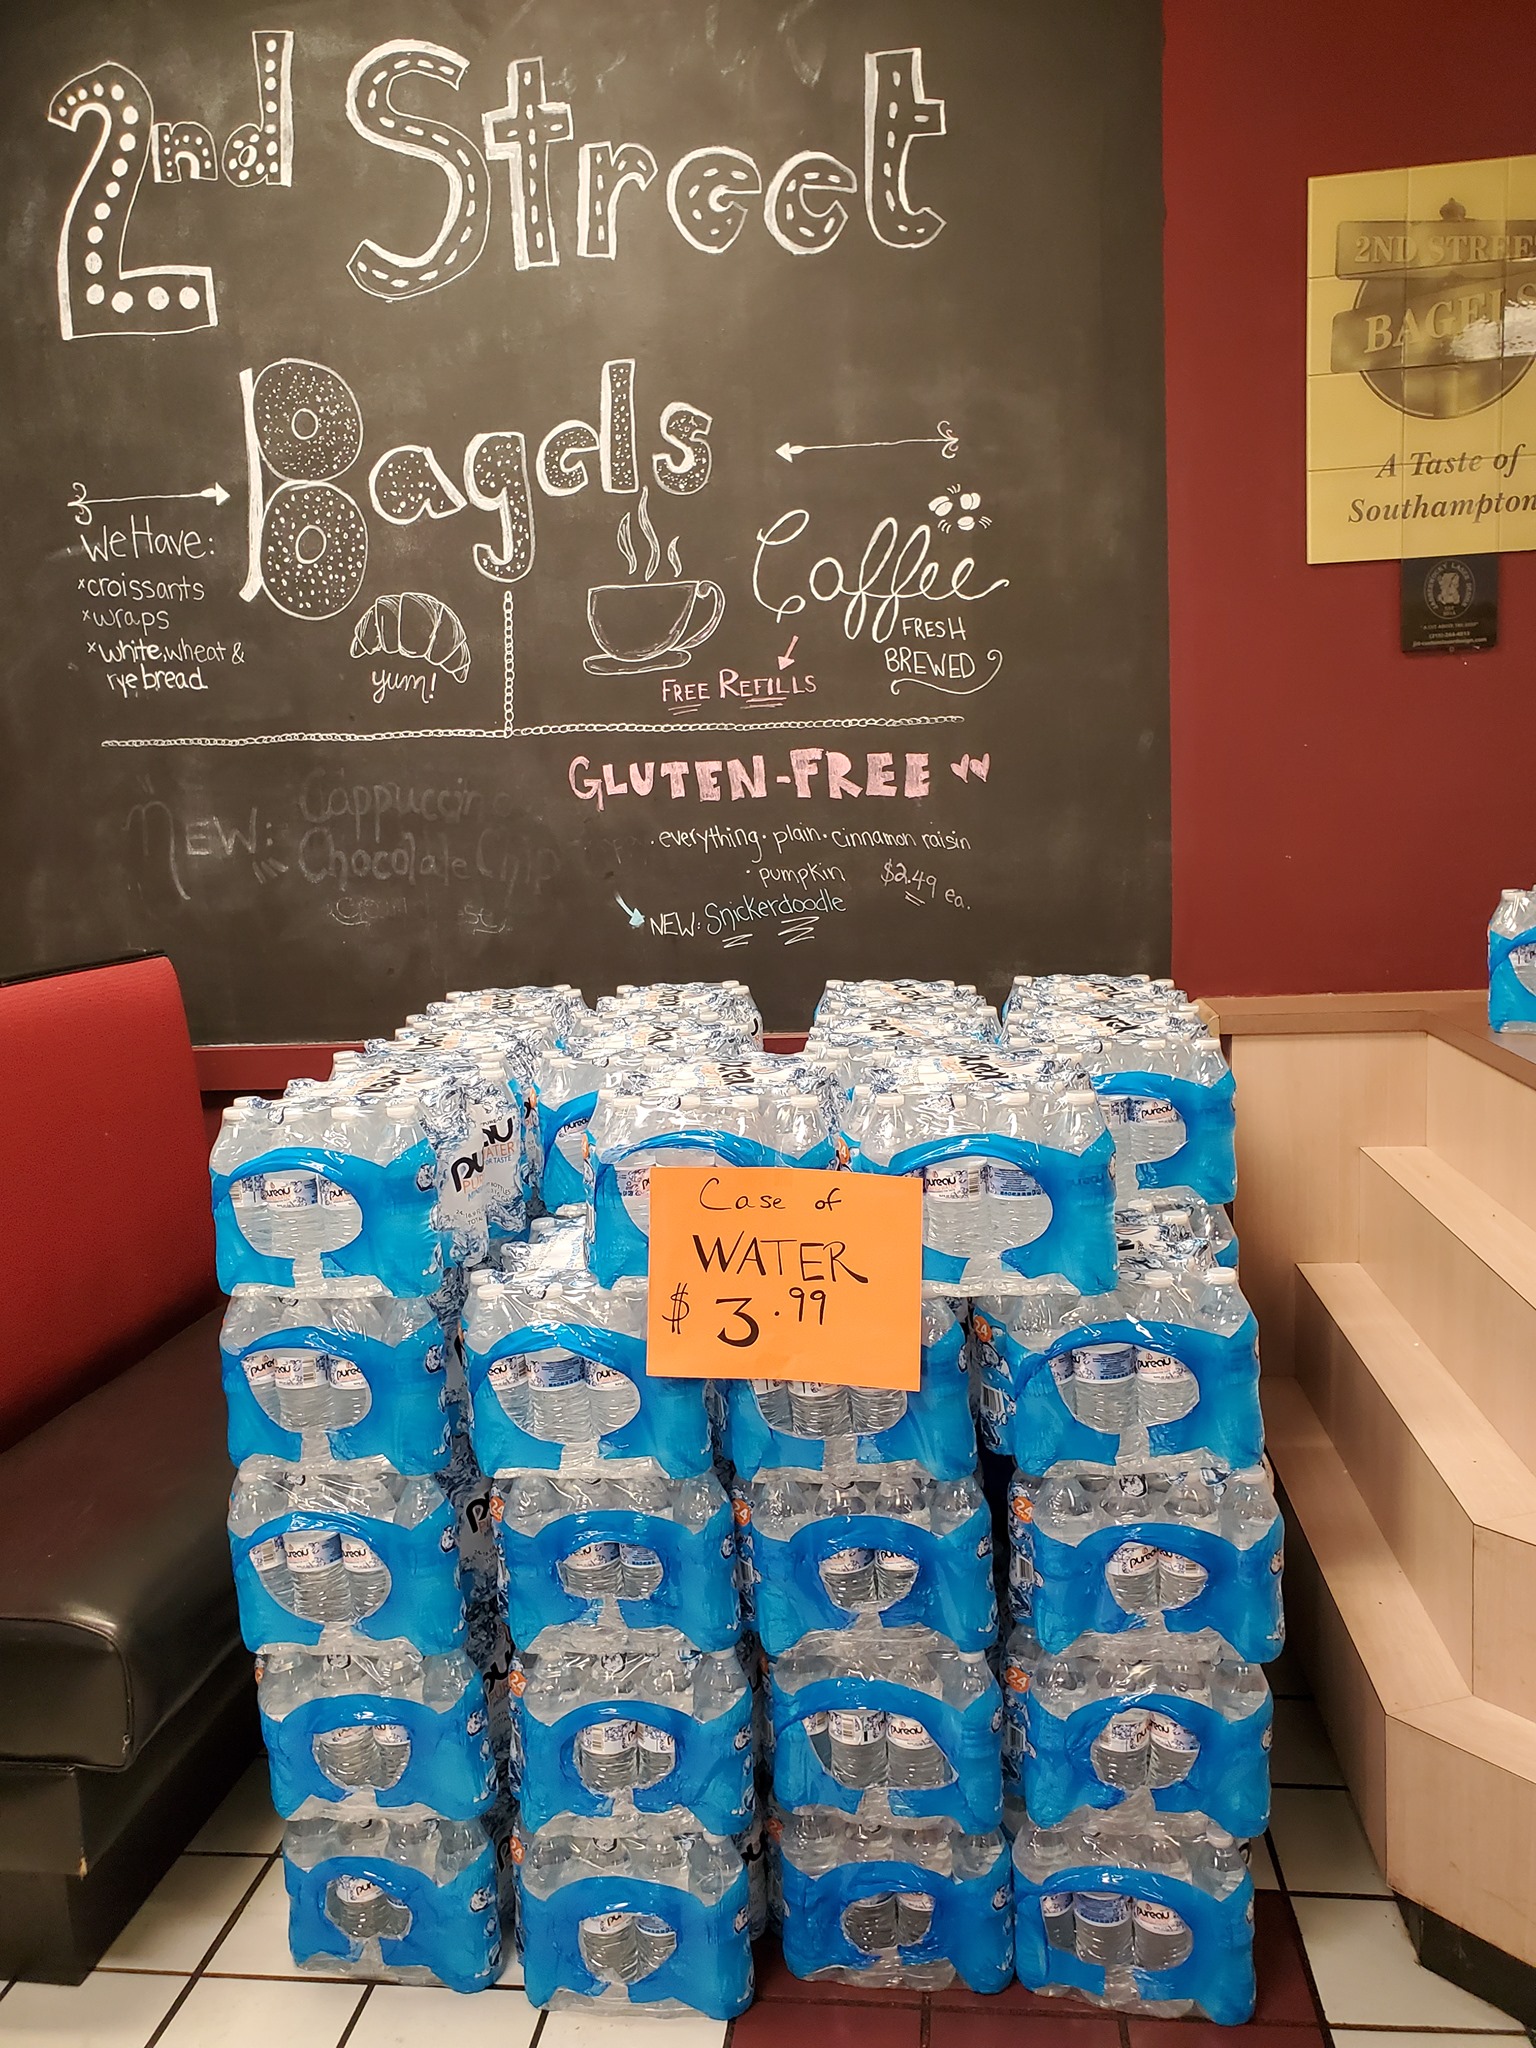 2nd Street
Bagels
We Have:
×croissants
×wraps
×white, wheat &
rye bread
yum!
Coffee
FRESH
BREWED
FREE REFILLS
NEW: Cappuccino
Chocolate Chip
GLUTEN-FREE
· everything · plain · cinnamon raisin
· pumpkin $2.49 ea.
NEW: Snickerdoodle
2ND STREE
BAGELS
A Taste of
Southampton
Case of
WATER
$ 3.99
pureau
24